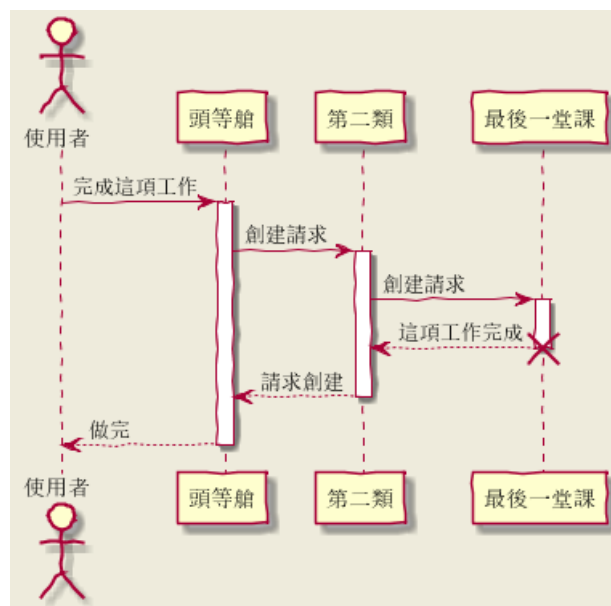 使用者
頭等艙
第二類
最後一堂課
完成這項工作
創建請求
創建請求
這項工作完成
請求創建
做完
使用者
頭等艙
第二類
最後一堂課